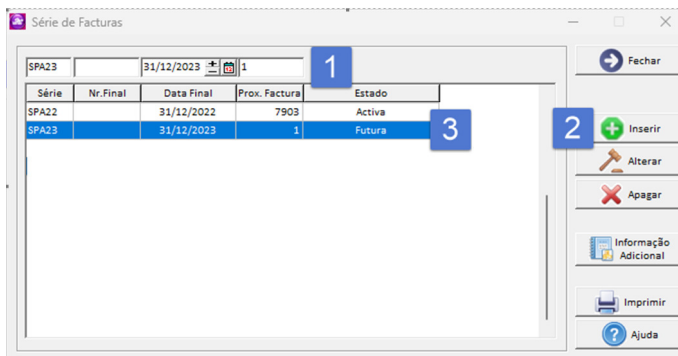 Série de Facturas
SPA23 31/12/2023 1
1
Série Nr.Final Data Final Prox. Factura Estado
SPA22 31/12/2022 7903 Activa
SPA23 31/12/2023 1 Futura
3
Fechar
2
Inserir
Alterar
Apagar
Informação
Adicional
Imprimir
Ajuda